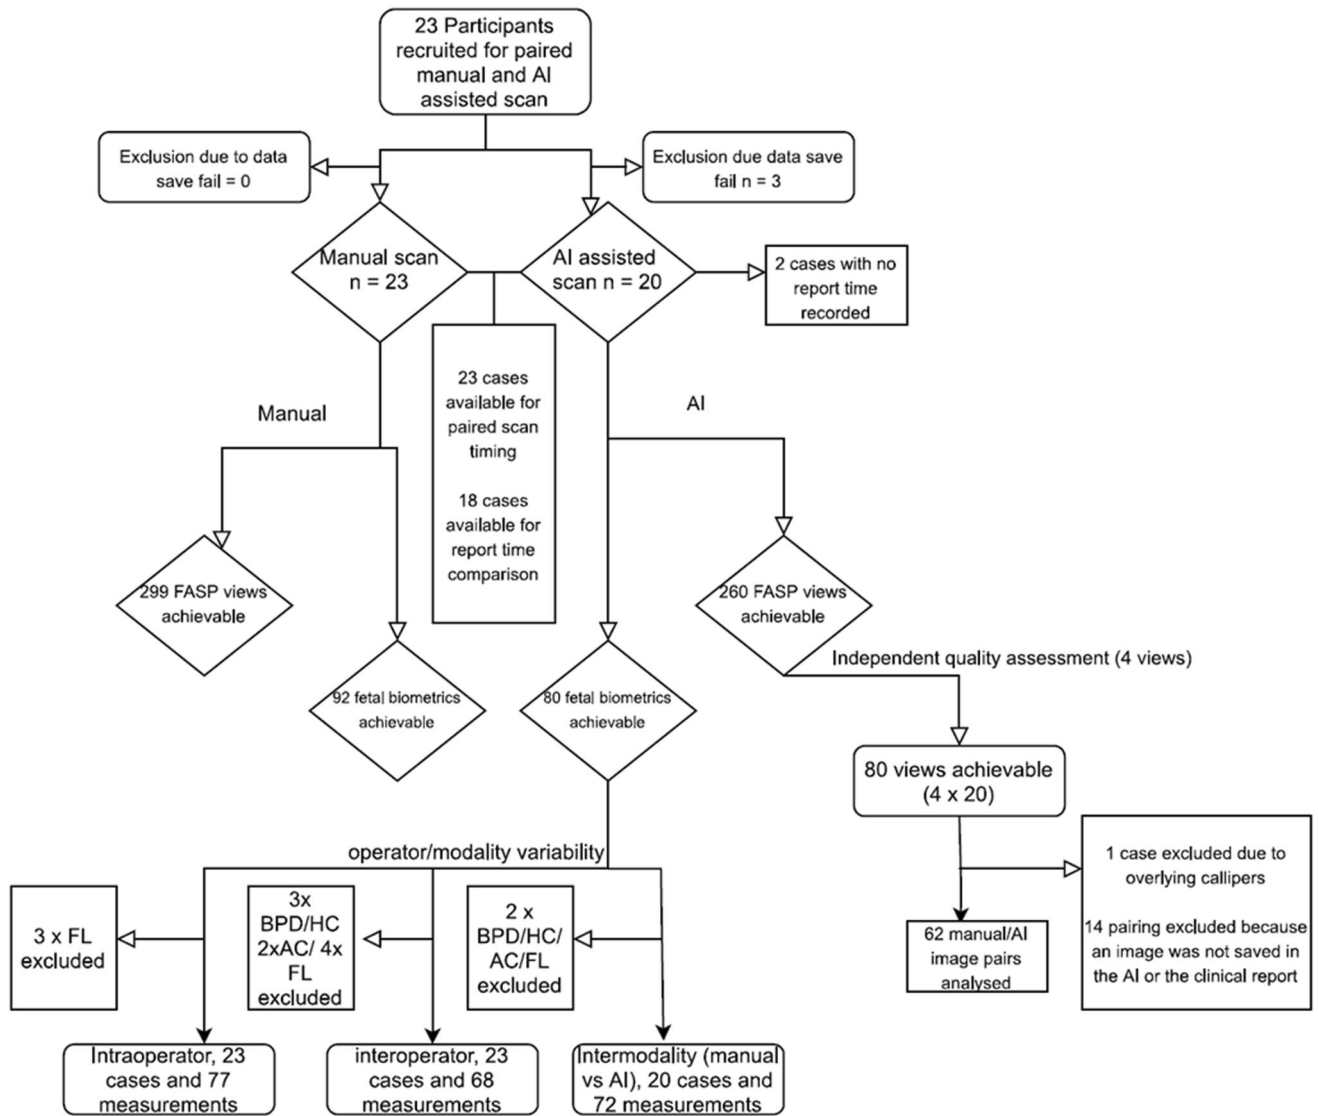 23 Participants
recruited for paired
manual and AI
assisted scan
Exclusion due to data
save fail = 0
Exclusion due data save
fail n = 3
Manual scan
n = 23
AI assisted
scan n = 20
2 cases with no
report time
recorded
23 cases
available for
paired scan
timing
18 cases
available for
report time
comparison
Manual
AI
299 FASP views
achievable
260 FASP views
achievable
92 fetal biometrics
achievable
80 fetal biometrics
achievable
Independent quality assessment (4 views)
80 views achievable
(4 x 20)
operator/modality variability
1 case excluded due to
overlying callipers
14 pairing excluded because
an image was not saved in
the AI or the clinical report
3 x FL
excluded
3x
BPD/HC
2xAC/ 4x
FL
excluded
2 x
BPD/HC/
AC/FL
excluded
62 manual/AI
image pairs
analysed
Intraoperator, 23
cases and 77
measurements
interoperator, 23
cases and 68
measurements
Intermodality (manual
vs AI), 20 cases and
72 measurements